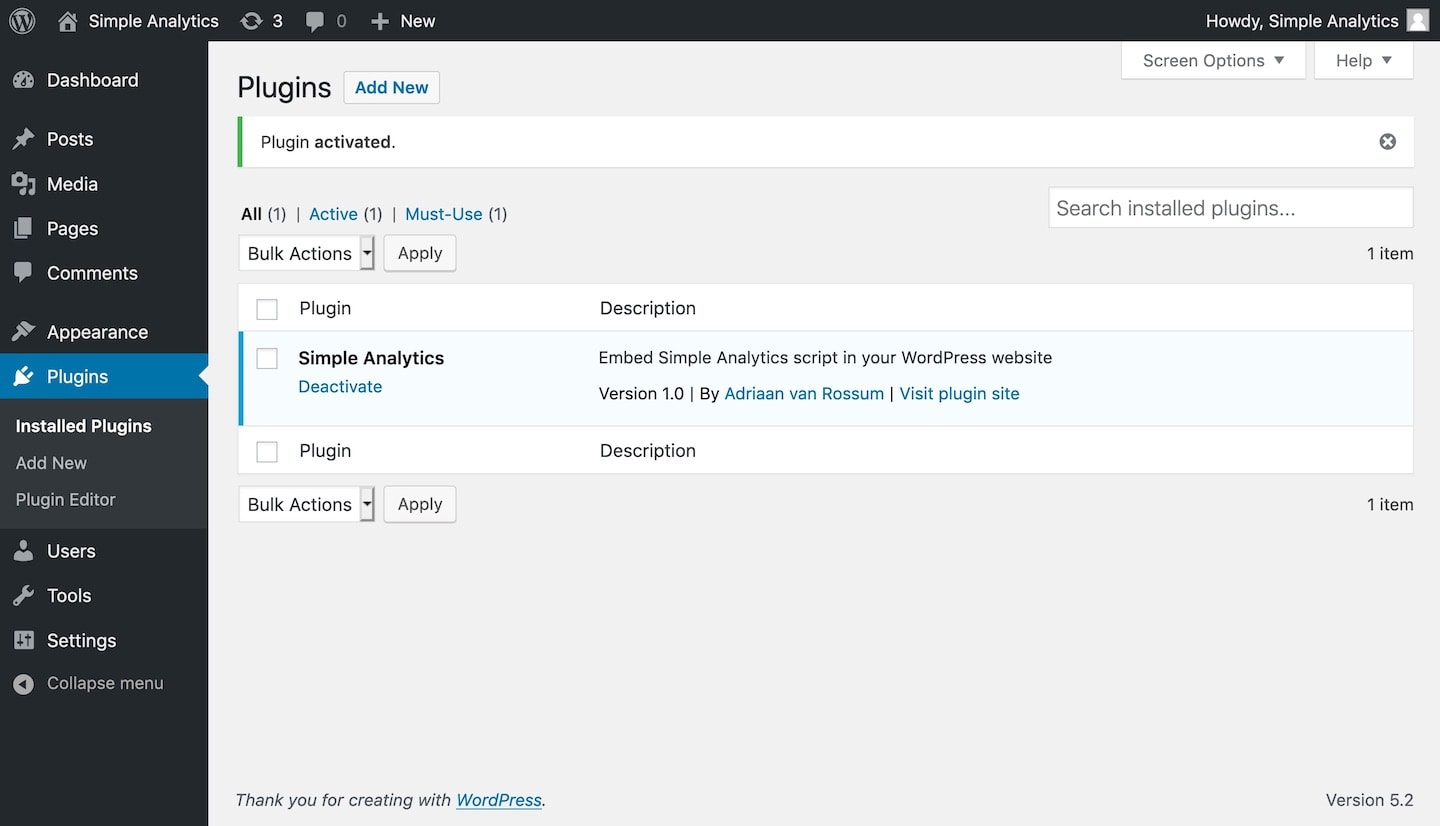 Simple Analytics 3 0 New Howdy, Simple Analytics
Dashboard
Posts
Media
Pages
Comments
Appearance
Plugins
Installed Plugins
Add New
Plugin Editor
Users
Tools
Settings
Collapse menu
Screen Options Help
Plugins Add New
Plugin activated.
All (1) | Active (1) | Must-Use (1)
Search installed plugins...
Bulk Actions Apply 1 item
Plugin Description
Simple Analytics Embed Simple Analytics script in your WordPress website
Deactivate Version 1.0 | By Adriaan van Rossum | Visit plugin site
Plugin Description
Bulk Actions Apply 1 item
Thank you for creating with WordPress. Version 5.2